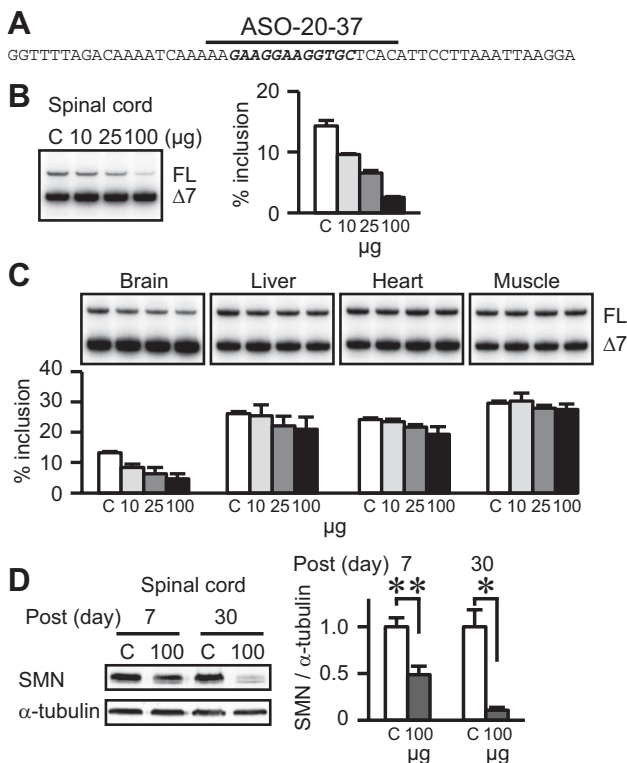 A
ASO-20-37
GGTTTTAGACAAAATCAAAAAGAAGGAAGGTGCTCACATTCCTTAAATTAAGGA
B
Spinal cord
C 10 25 100 (µg)
FL
Δ7
% inclusion
20
10
0
C 10 25 100
µg
C
Brain Liver Heart Muscle
FL
Δ7
% inclusion
40
30
20
10
0
C 10 25 100 C 10 25 100 C 10 25 100 C 10 25 100
µg
D
Spinal cord
Post (day) 7 30
C 100 C 100
SMN
α-tubulin
Post (day) 7 30
** *
SMN / α-tubulin
1.0
0.5
0
C 100 C 100
µg µg